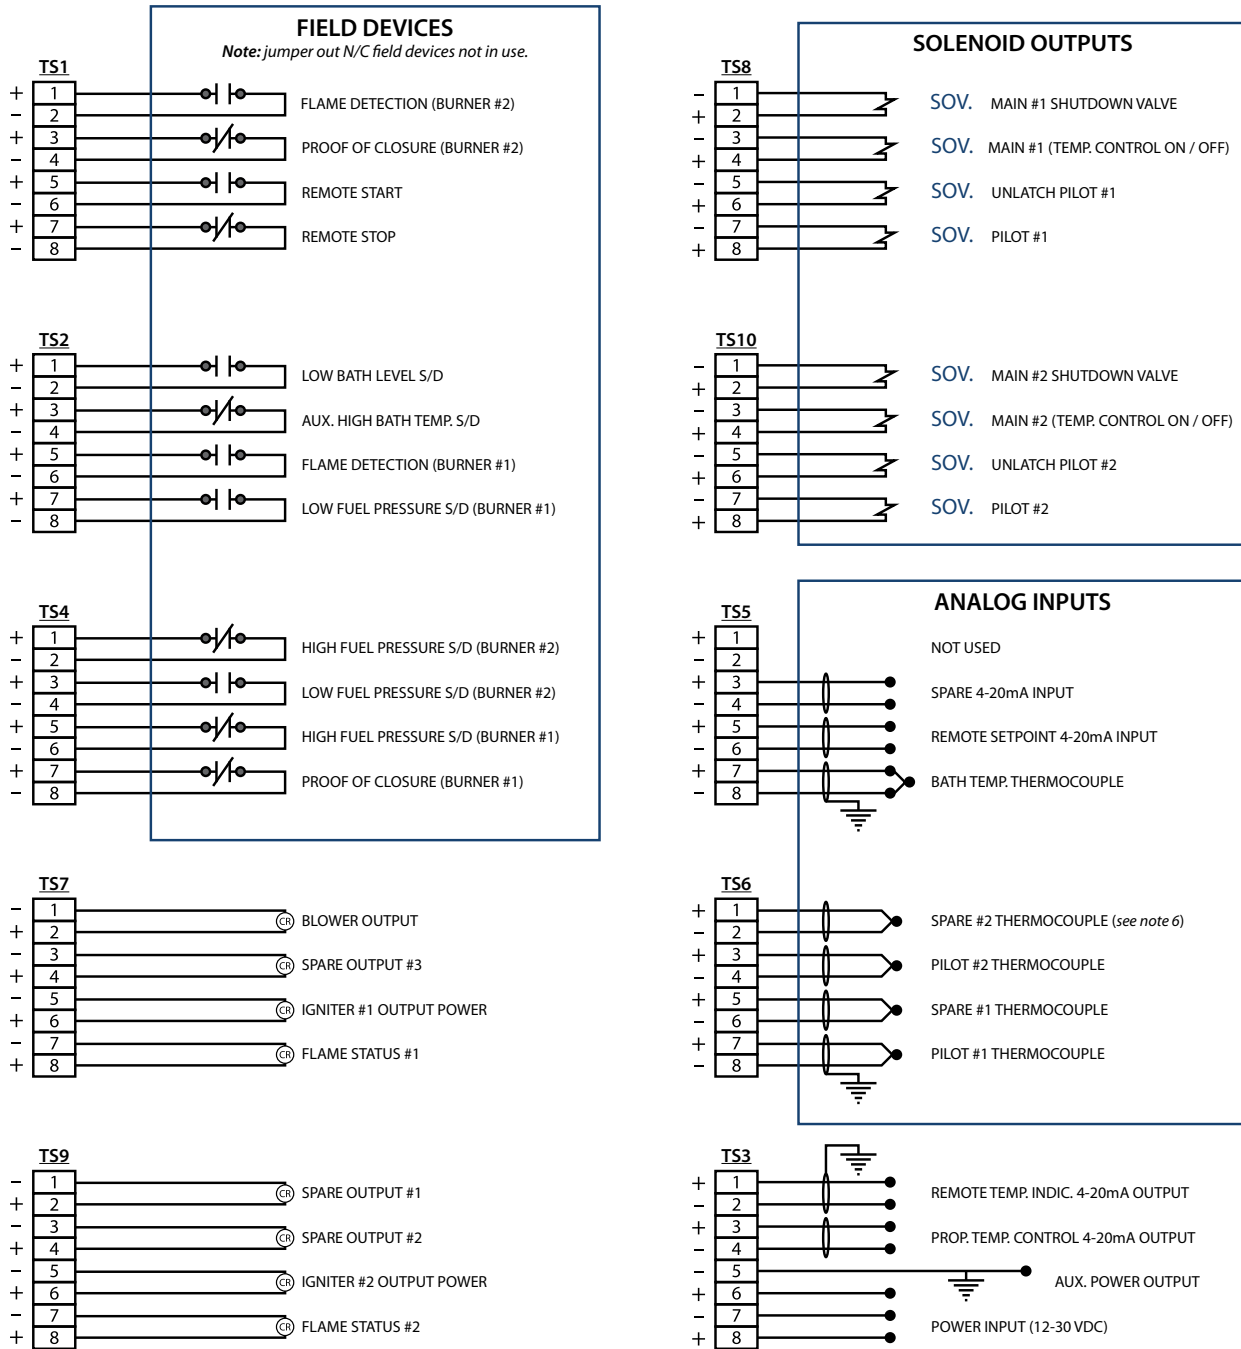 FIELD DEVICES
Note: jumper out N/C field devices not in use.
TS1
+ 1
- 2
FLAME DETECTION (BURNER #2)
+ 3
- 4
PROOF OF CLOSURE (BURNER #2)
+ 5
- 6
REMOTE START
+ 7
- 8
REMOTE STOP
TS2
+ 1
- 2
LOW BATH LEVEL S/D
+ 3
- 4
AUX. HIGH BATH TEMP. S/D
+ 5
- 6
FLAME DETECTION (BURNER #1)
+ 7
- 8
LOW FUEL PRESSURE S/D (BURNER #1)
TS4
+ 1
- 2
HIGH FUEL PRESSURE S/D (BURNER #2)
+ 3
- 4
LOW FUEL PRESSURE S/D (BURNER #2)
+ 5
- 6
HIGH FUEL PRESSURE S/D (BURNER #1)
+ 7
- 8
PROOF OF CLOSURE (BURNER #1)
TS7
- 1
+ 2
CR BLOWER OUTPUT
- 3
+ 4
CR SPARE OUTPUT #3
- 5
+ 6
CR IGNITER #1 OUTPUT POWER
- 7
+ 8
CR FLAME STATUS #1
TS9
- 1
+ 2
CR SPARE OUTPUT #1
- 3
+ 4
CR SPARE OUTPUT #2
- 5
+ 6
CR IGNITER #2 OUTPUT POWER
- 7
+ 8
CR FLAME STATUS #2
SOLENOID OUTPUTS
TS8
- 1
+ 2
SOV. MAIN #1 SHUTDOWN VALVE
- 3
+ 4
SOV. MAIN #1 (TEMP. CONTROL ON / OFF)
- 5
+ 6
SOV. UNLATCH PILOT #1
- 7
+ 8
SOV. PILOT #1
TS10
- 1
+ 2
SOV. MAIN #2 SHUTDOWN VALVE
- 3
+ 4
SOV. MAIN #2 (TEMP. CONTROL ON / OFF)
- 5
+ 6
SOV. UNLATCH PILOT #2
- 7
+ 8
SOV. PILOT #2
ANALOG INPUTS
TS5
+ 1
- 2
NOT USED
+ 3
- 4
SPARE 4-20mA INPUT
+ 5
- 6
REMOTE SETPOINT 4-20mA INPUT
+ 7
- 8
BATH TEMP. THERMOCOUPLE
TS6
+ 1
- 2
SPARE #2 THERMOCOUPLE (see note 6)
+ 3
- 4
PILOT #2 THERMOCOUPLE
+ 5
- 6
SPARE #1 THERMOCOUPLE
+ 7
- 8
PILOT #1 THERMOCOUPLE
TS3
+ 1
- 2
REMOTE TEMP. INDIC. 4-20mA OUTPUT
+ 3
- 4
PROP. TEMP. CONTROL 4-20mA OUTPUT
- 5
+ 6
AUX. POWER OUTPUT
- 7
+ 8
POWER INPUT (12-30 VDC)